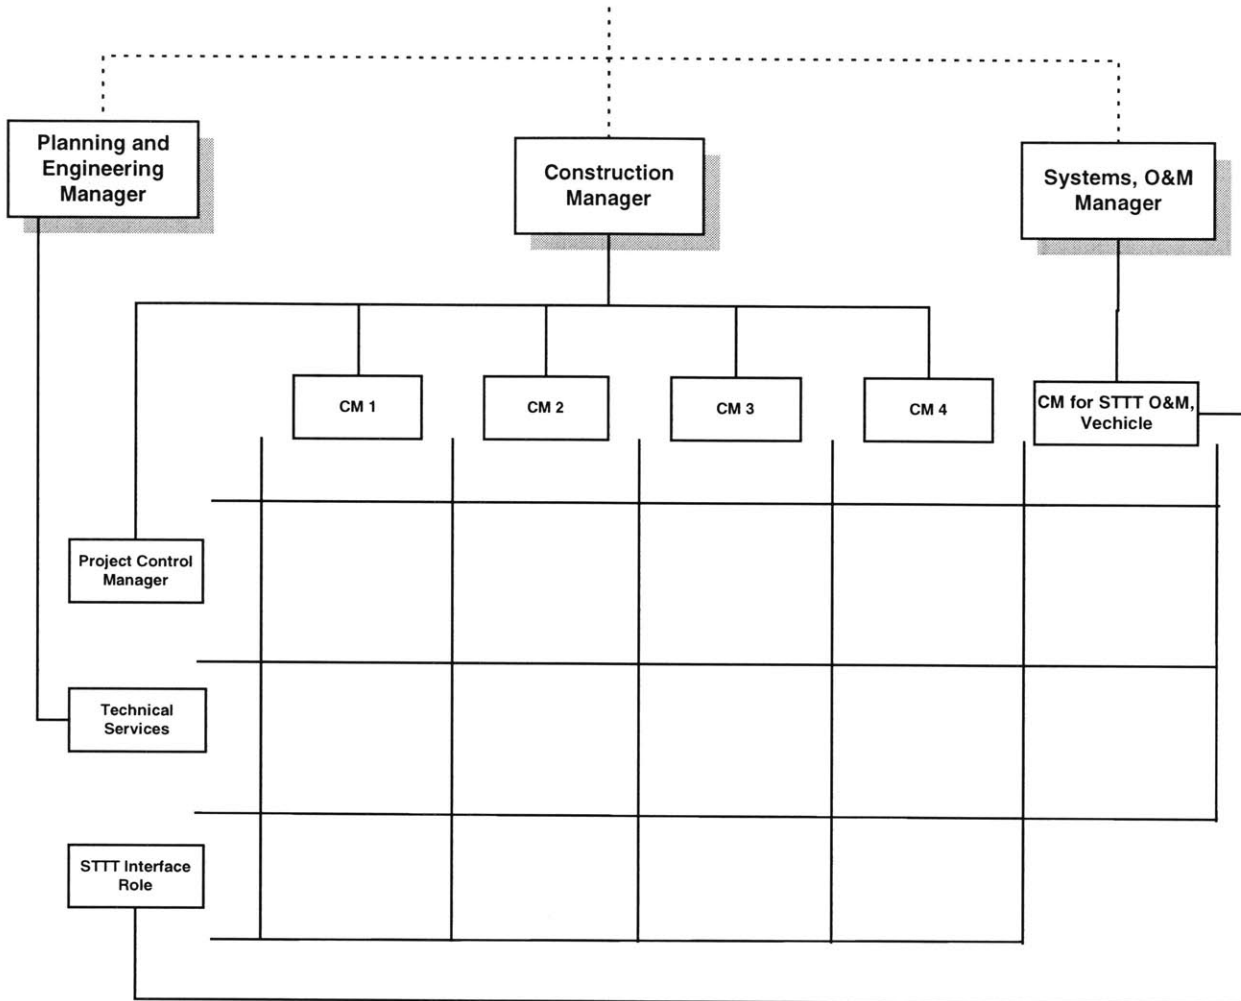 Planning and
Engineering
Manager
Construction
Manager
Systems, O&M
Manager
CM 1
CM 2
CM 3
CM 4
CM for STTT O&M,
Vechicle
Project Control
Manager
Technical
Services
STTT Interface
Role